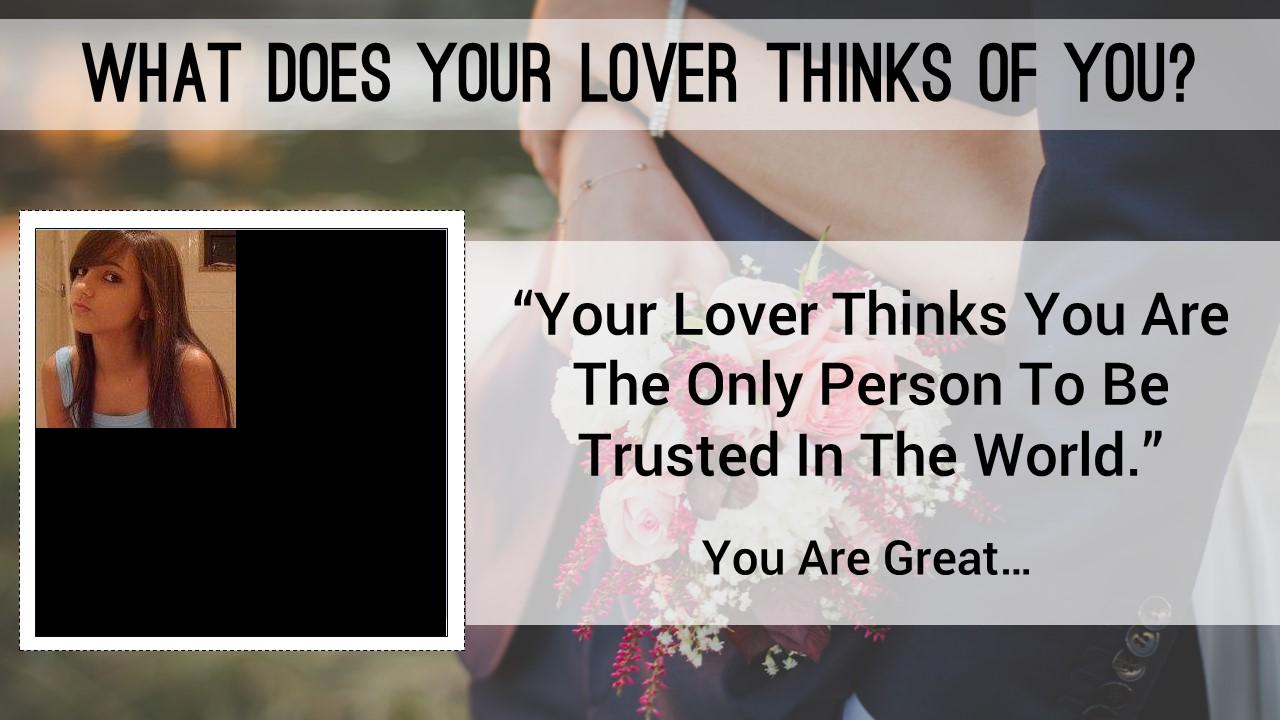 WHAT DOES YOUR LOVER THINKS OF YOU?
“Your Lover Thinks You Are
The Only Person To Be
Trusted In The World.”
You Are Great...